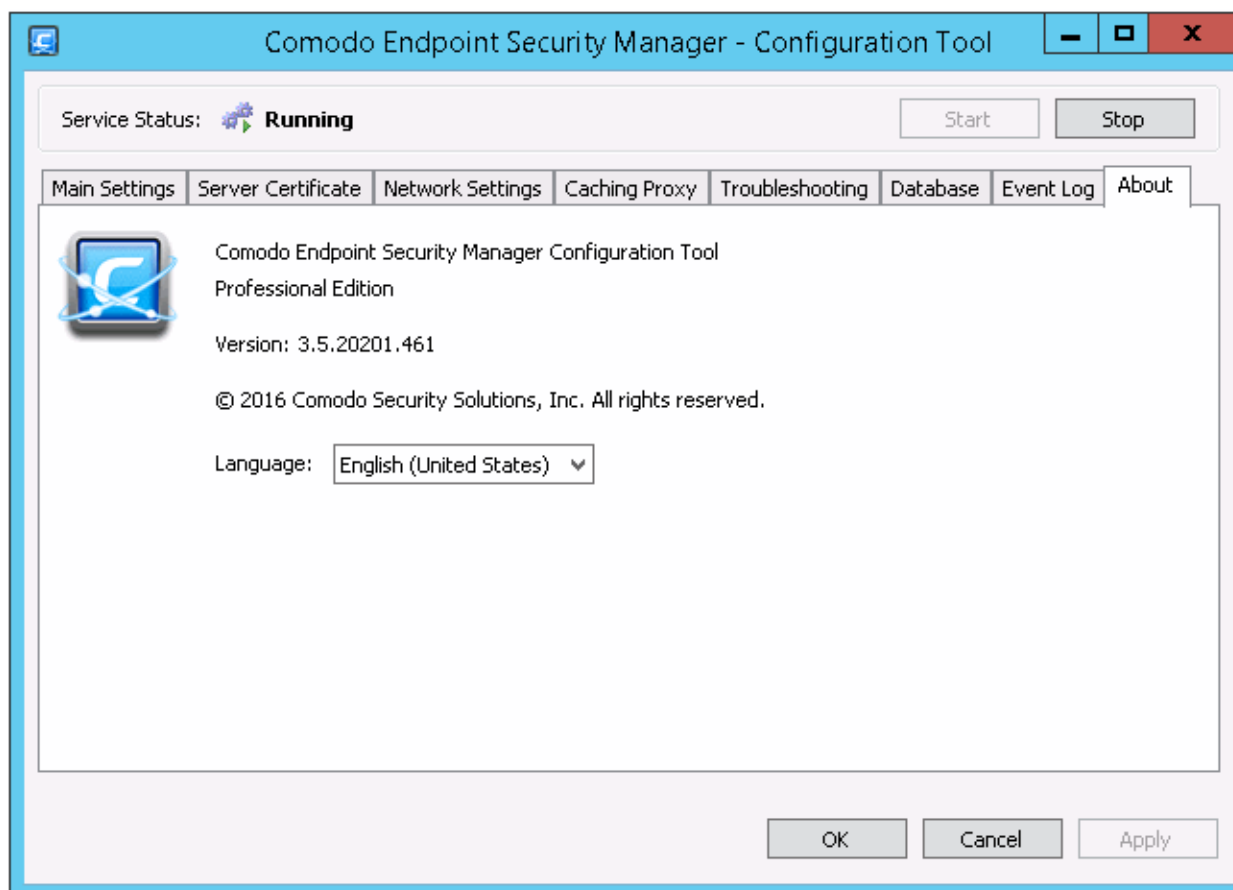 Comodo Endpoint Security Manager - Configuration Tool
Service Status: Running Start Stop
Main Settings Server Certificate Network Settings Caching Proxy Troubleshooting Database Event Log About
Comodo Endpoint Security Manager Configuration Tool
Professional Edition
Version: 3.5.20201.461
© 2016 Comodo Security Solutions, Inc. All rights reserved.
Language: English (United States)
OK Cancel Apply